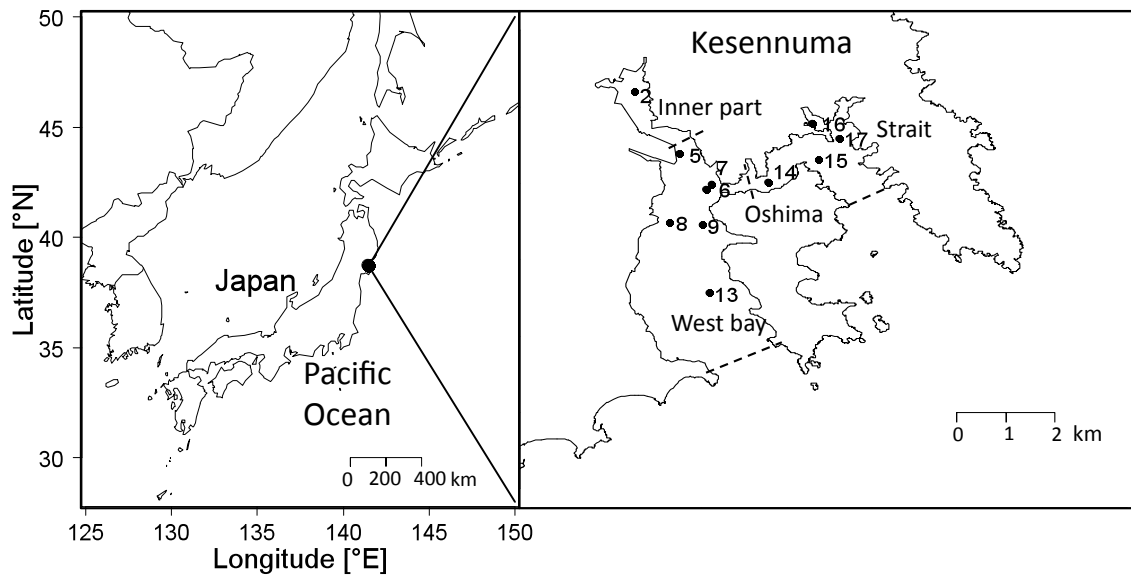 50
45
40
35
30
Latitude [°N]
125
130
135
140
145
150
Longitude [°E]
Japan
Pacific
Ocean
0 200 400 km
Kesennuma
2
Inner part
16
17
Strait
5
15
7
14
6
Oshima
8
9
13
West bay
0 1 2 km